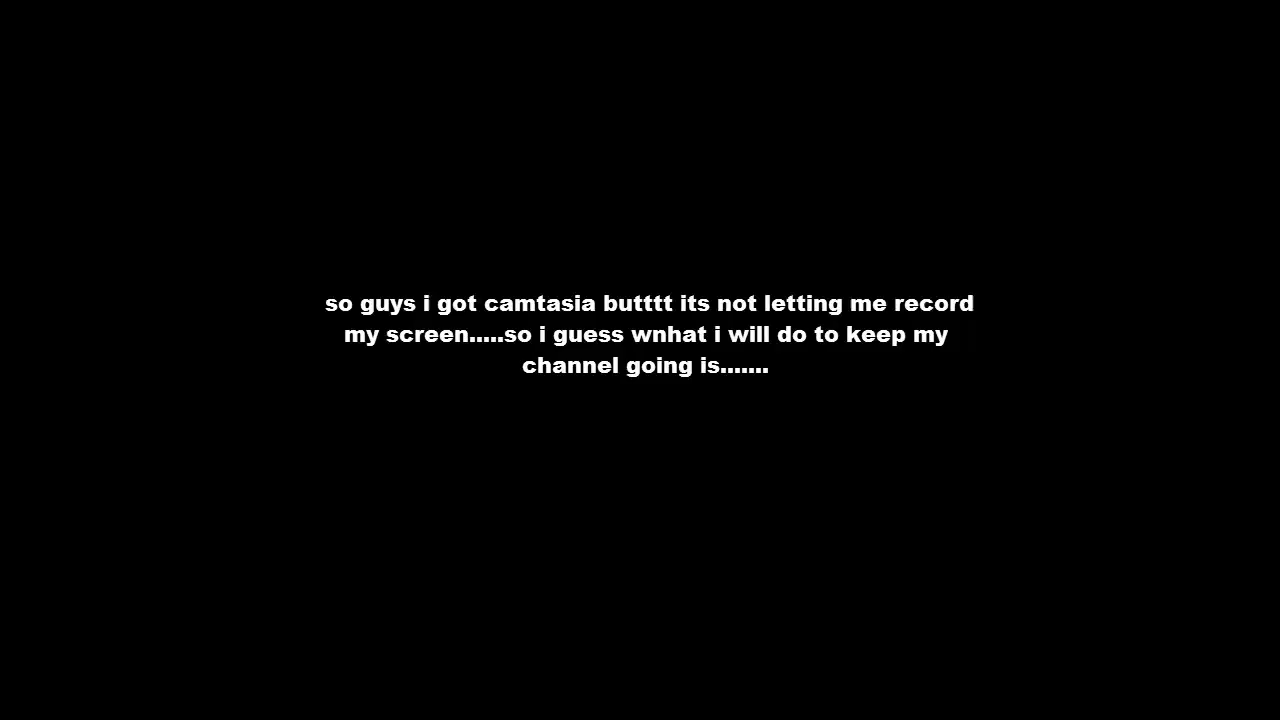 so guys i got camtasia butttt its not letting me record
my screen.....so i guess wnhat i will do to keep my
channel going is.......